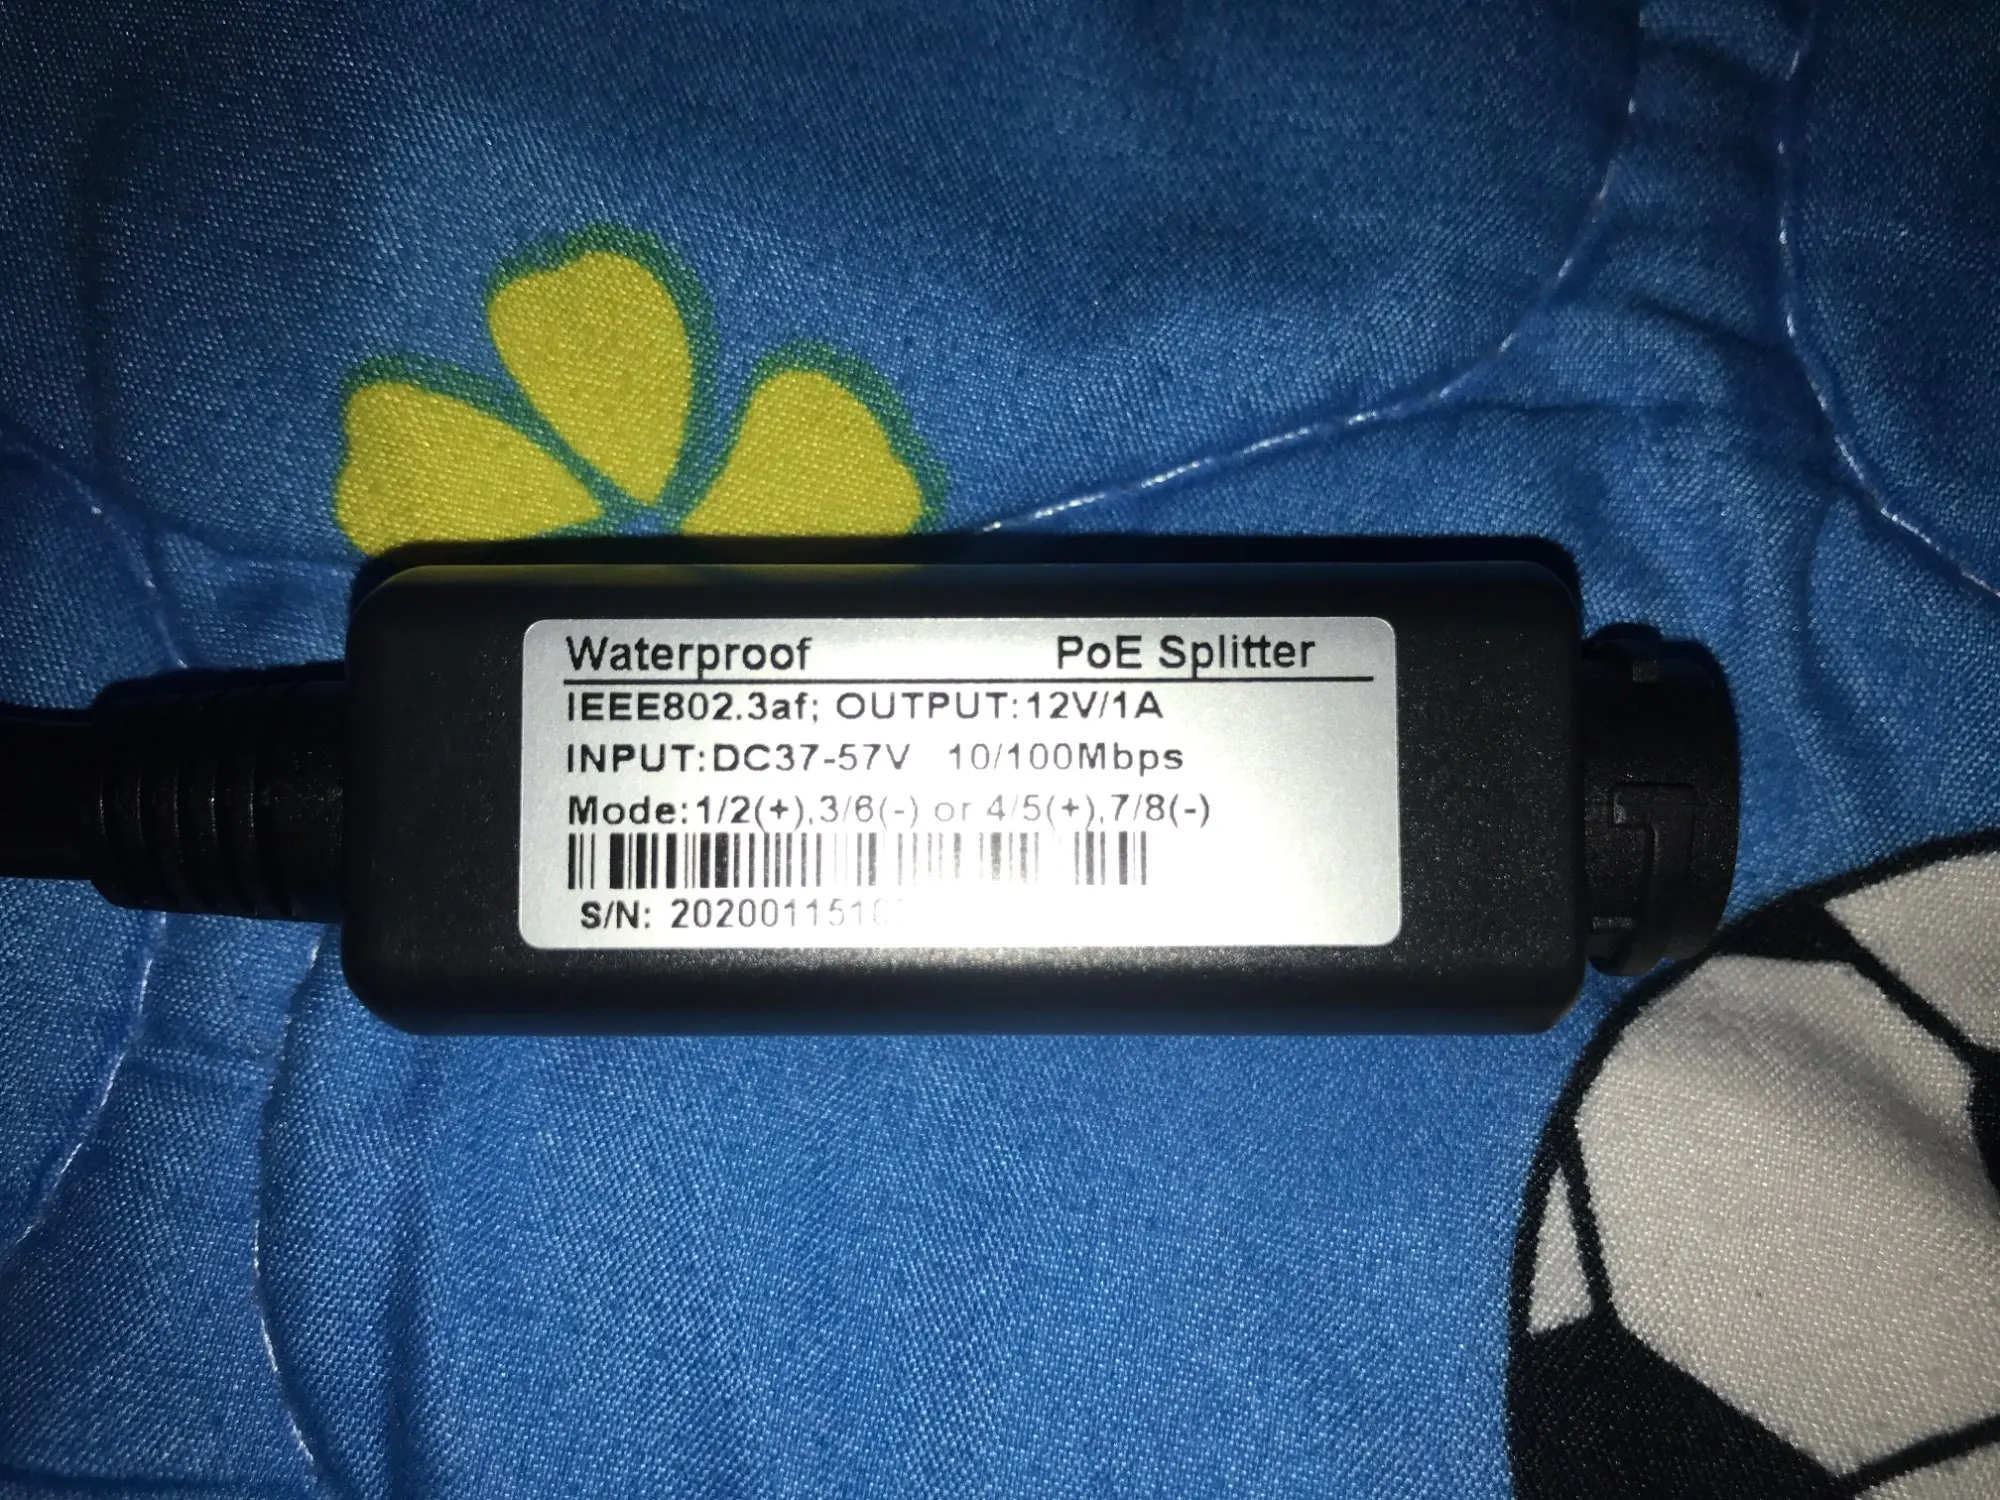 Waterproof PoE Splitter
IEEE802.3af; OUTPUT:12V/1A
INPUT:DC37-57V 10/100Mbps
Mode:1/2(+),3/6(-) or 4/5(+),7/8(-)
S/N: